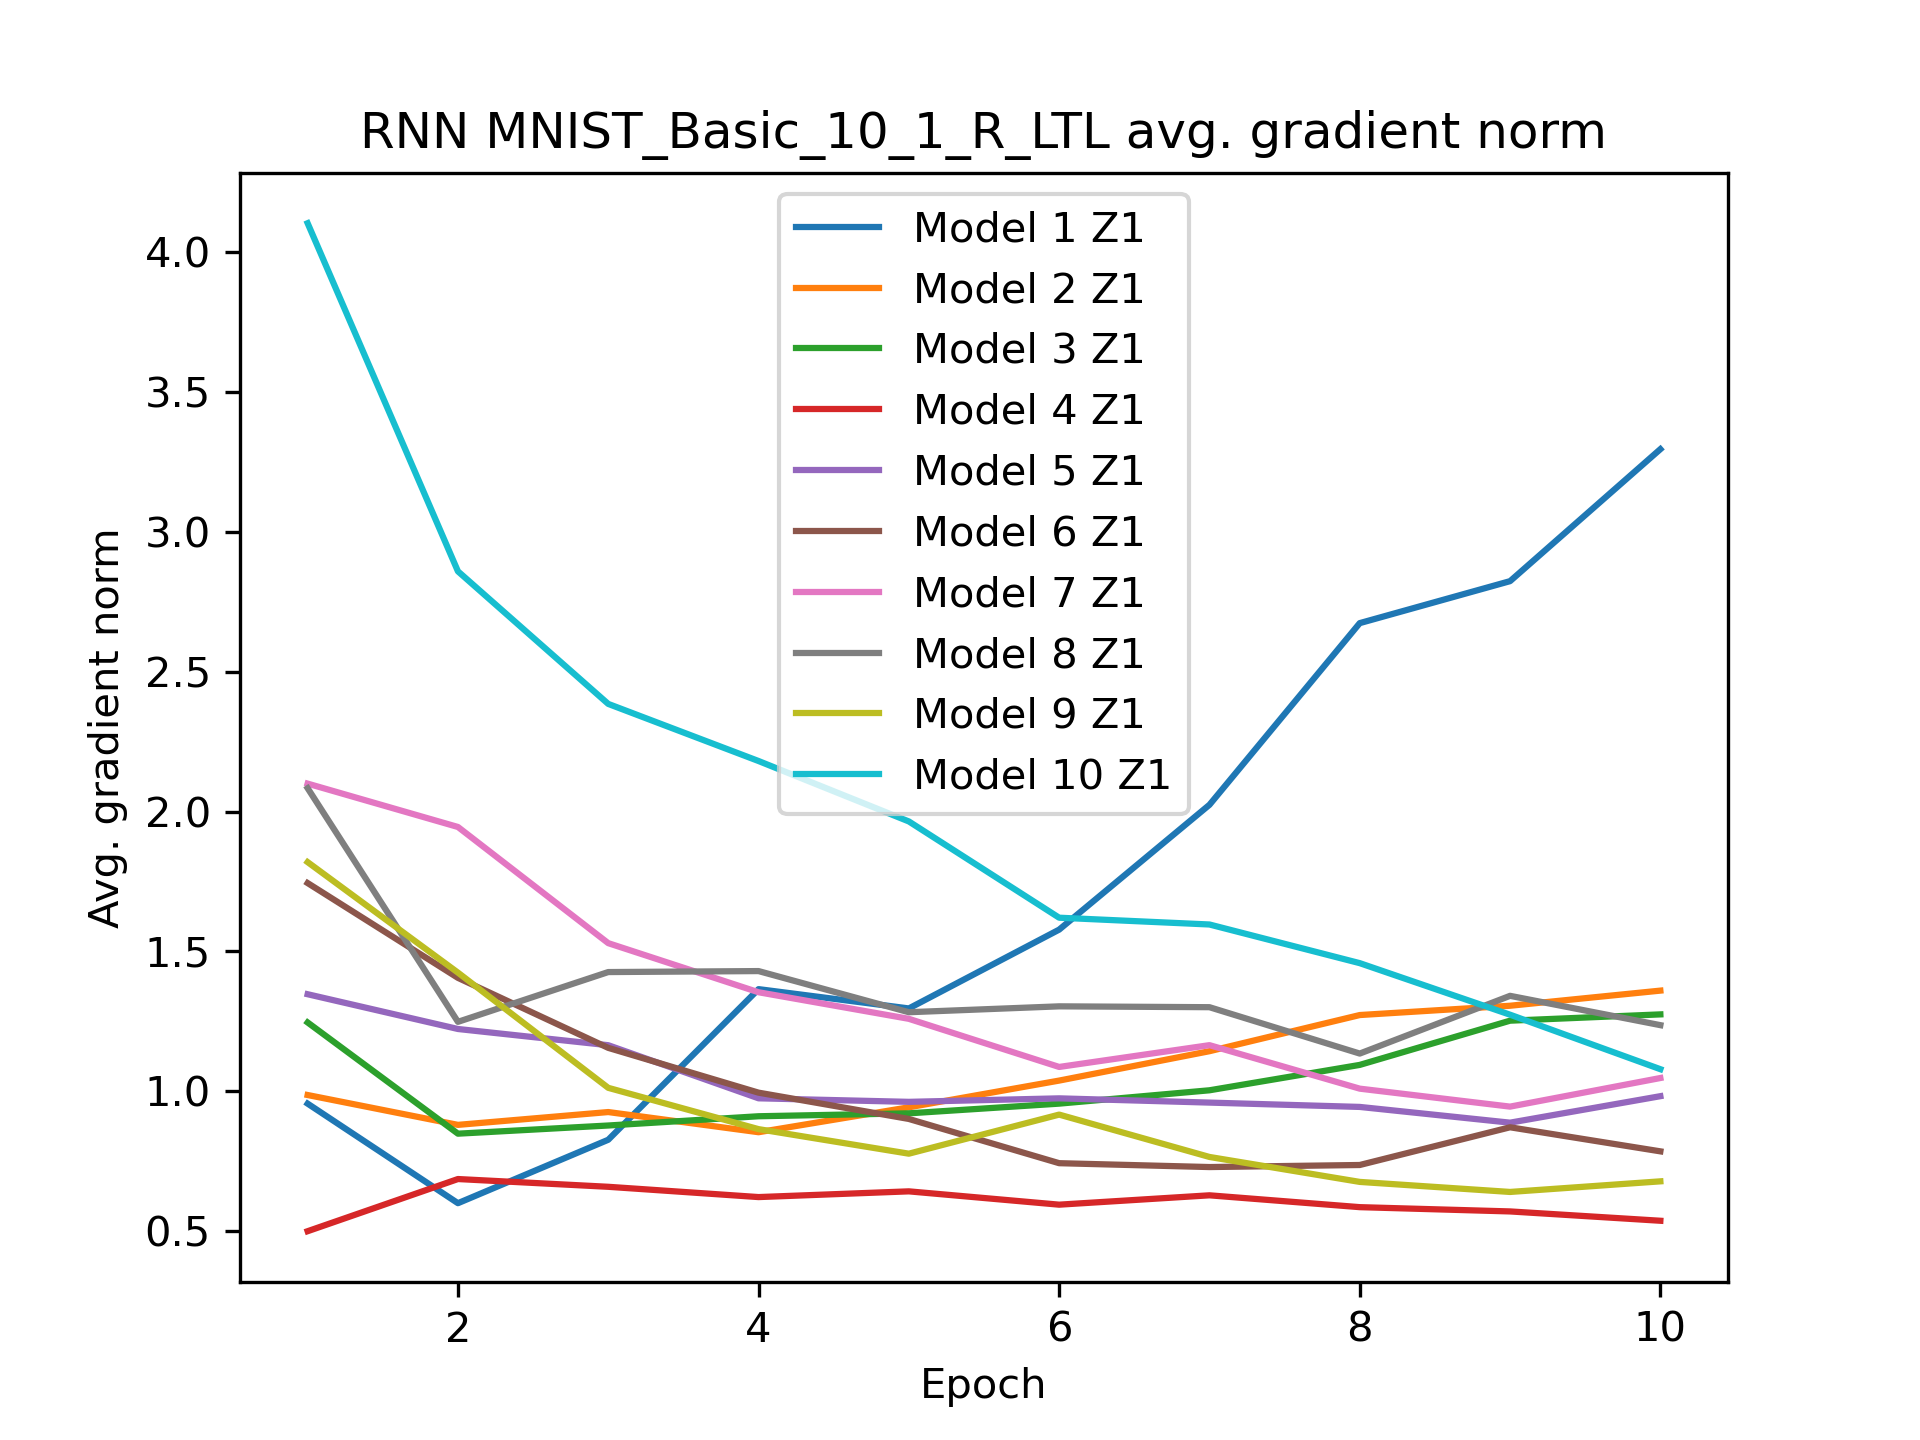 RNN MNIST_Basic_10_1_R_LTL avg. gradient norm
Avg. gradient norm
4.0
3.5
3.0
2.5
2.0
1.5
1.0
0.5
Model 1 Z1
Model 2 Z1
Model 3 Z1
Model 4 Z1
Model 5 Z1
Model 6 Z1
Model 7 Z1
Model 8 Z1
Model 9 Z1
Model 10 Z1
2 4 6 8 10
Epoch